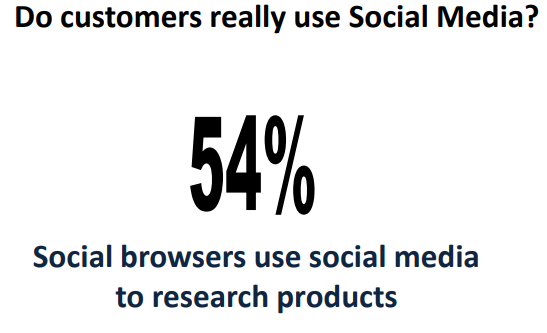 Do customers really use Social Media?
54%
Social browsers use social media
to research products